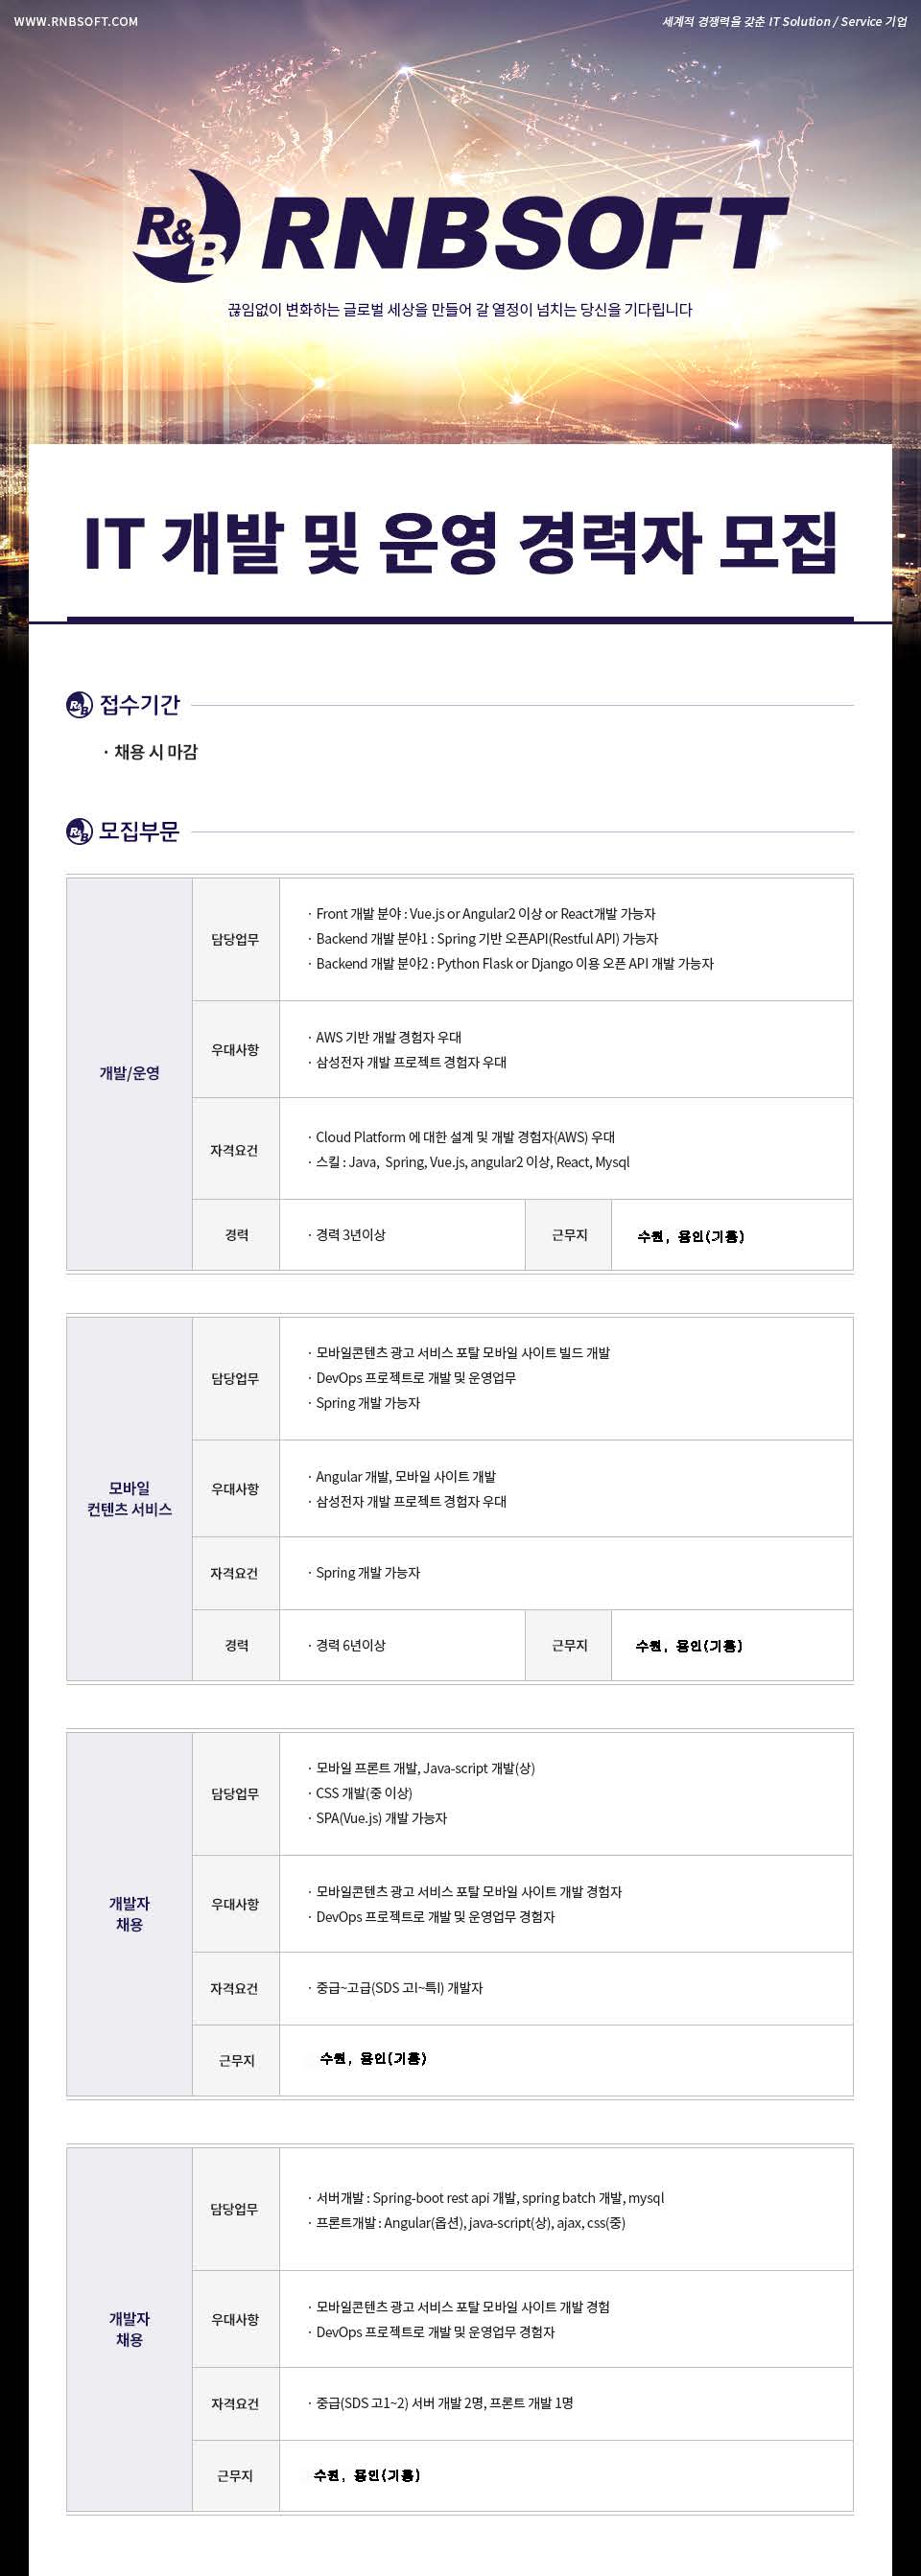 WWW.RNBSOFT.COM
세계적 경쟁력을 갖춘 IT Solution / Service 기업
R&B RNBSOFT
끊임없이 변화하는 글로벌 세상을 만들어 갈 열정이 넘치는 당신을 기다립니다
IT 개발 및 운영 경력자 모집
R&B 접수기간
· 채용 시 마감
R&B 모집부문
개발/운영
담당업무
· Front 개발 분야 : Vue.js or Angular2 이상 or React개발 가능자
· Backend 개발 분야1 : Spring 기반 오픈API(Restful API) 가능자
· Backend 개발 분야2 : Python Flask or Django 이용 오픈 API 개발 가능자
우대사항
· AWS 기반 개발 경험자 우대
· 삼성전자 개발 프로젝트 경험자 우대
자격요건
· Cloud Platform 에 대한 설계 및 개발 경험자(AWS) 우대
· 스킬 : Java, Spring, Vue.js, angular2 이상, React, Mysql
경력
· 경력 3년이상
근무지
수원, 용인(기흥)
모바일
컨텐츠 서비스
담당업무
· 모바일콘텐츠 광고 서비스 포탈 모바일 사이트 빌드 개발
· DevOps 프로젝트로 개발 및 운영업무
· Spring 개발 가능자
우대사항
· Angular 개발, 모바일 사이트 개발
· 삼성전자 개발 프로젝트 경험자 우대
자격요건
· Spring 개발 가능자
경력
· 경력 6년이상
근무지
수원, 용인(기흥)
개발자
채용
담당업무
· 모바일 프론트 개발, Java-script 개발(상)
· CSS 개발(중 이상)
· SPA(Vue.js) 개발 가능자
우대사항
· 모바일콘텐츠 광고 서비스 포탈 모바일 사이트 개발 경험자
· DevOps 프로젝트로 개발 및 운영업무 경험자
자격요건
· 중급~고급(SDS 고I~특I) 개발자
근무지
수원, 용인(기흥)
개발자
채용
담당업무
· 서버개발 : Spring-boot rest api 개발, spring batch 개발, mysql
· 프론트개발 : Angular(옵션), java-script(상), ajax, css(중)
우대사항
· 모바일콘텐츠 광고 서비스 포탈 모바일 사이트 개발 경험
· DevOps 프로젝트로 개발 및 운영업무 경험자
자격요건
· 중급(SDS 고1~2) 서버 개발 2명, 프론트 개발 1명
근무지
수원, 용인(기흥)